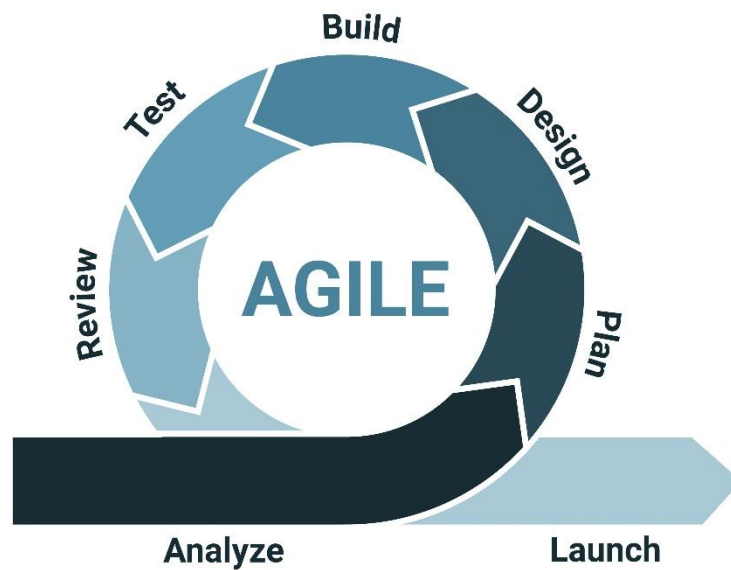 Build
Test
Design
AGILE
Review
Plan
Analyze
Launch